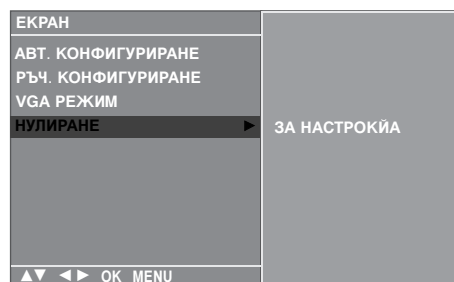 ЕКРАН
АВТ. КОНФИГУРИРАНЕ
РЪЧ. КОНФИГУРИРАНЕ
VGA РЕЖИМ
НУЛИРАНЕ ►
ЗА НАСТРОКЙА
▲▼ ◄► OK MENU